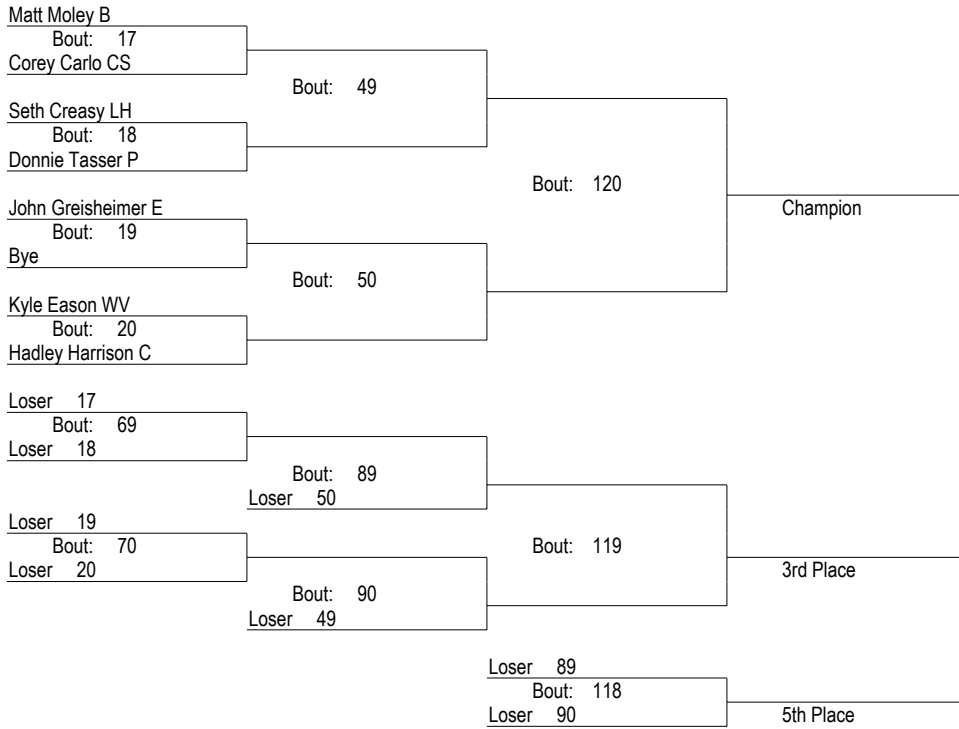 Matt Moley B
Bout: 17
Corey Carlo CS
Bout: 49
Seth Creasy LH
Bout: 18
Donnie Tasser P
Bout: 120
John Greisheimer E
Champion
Bout: 19
Bye
Bout: 50
Kyle Eason WV
Bout: 20
Hadley Harrison C
Loser 17
Bout: 69
Loser 18
Bout: 89
Loser 50
Loser 19
Bout: 70
Bout: 119
Loser 20
3rd Place
Bout: 90
Loser 49
Loser 89
Bout: 118
Loser 90
5th Place